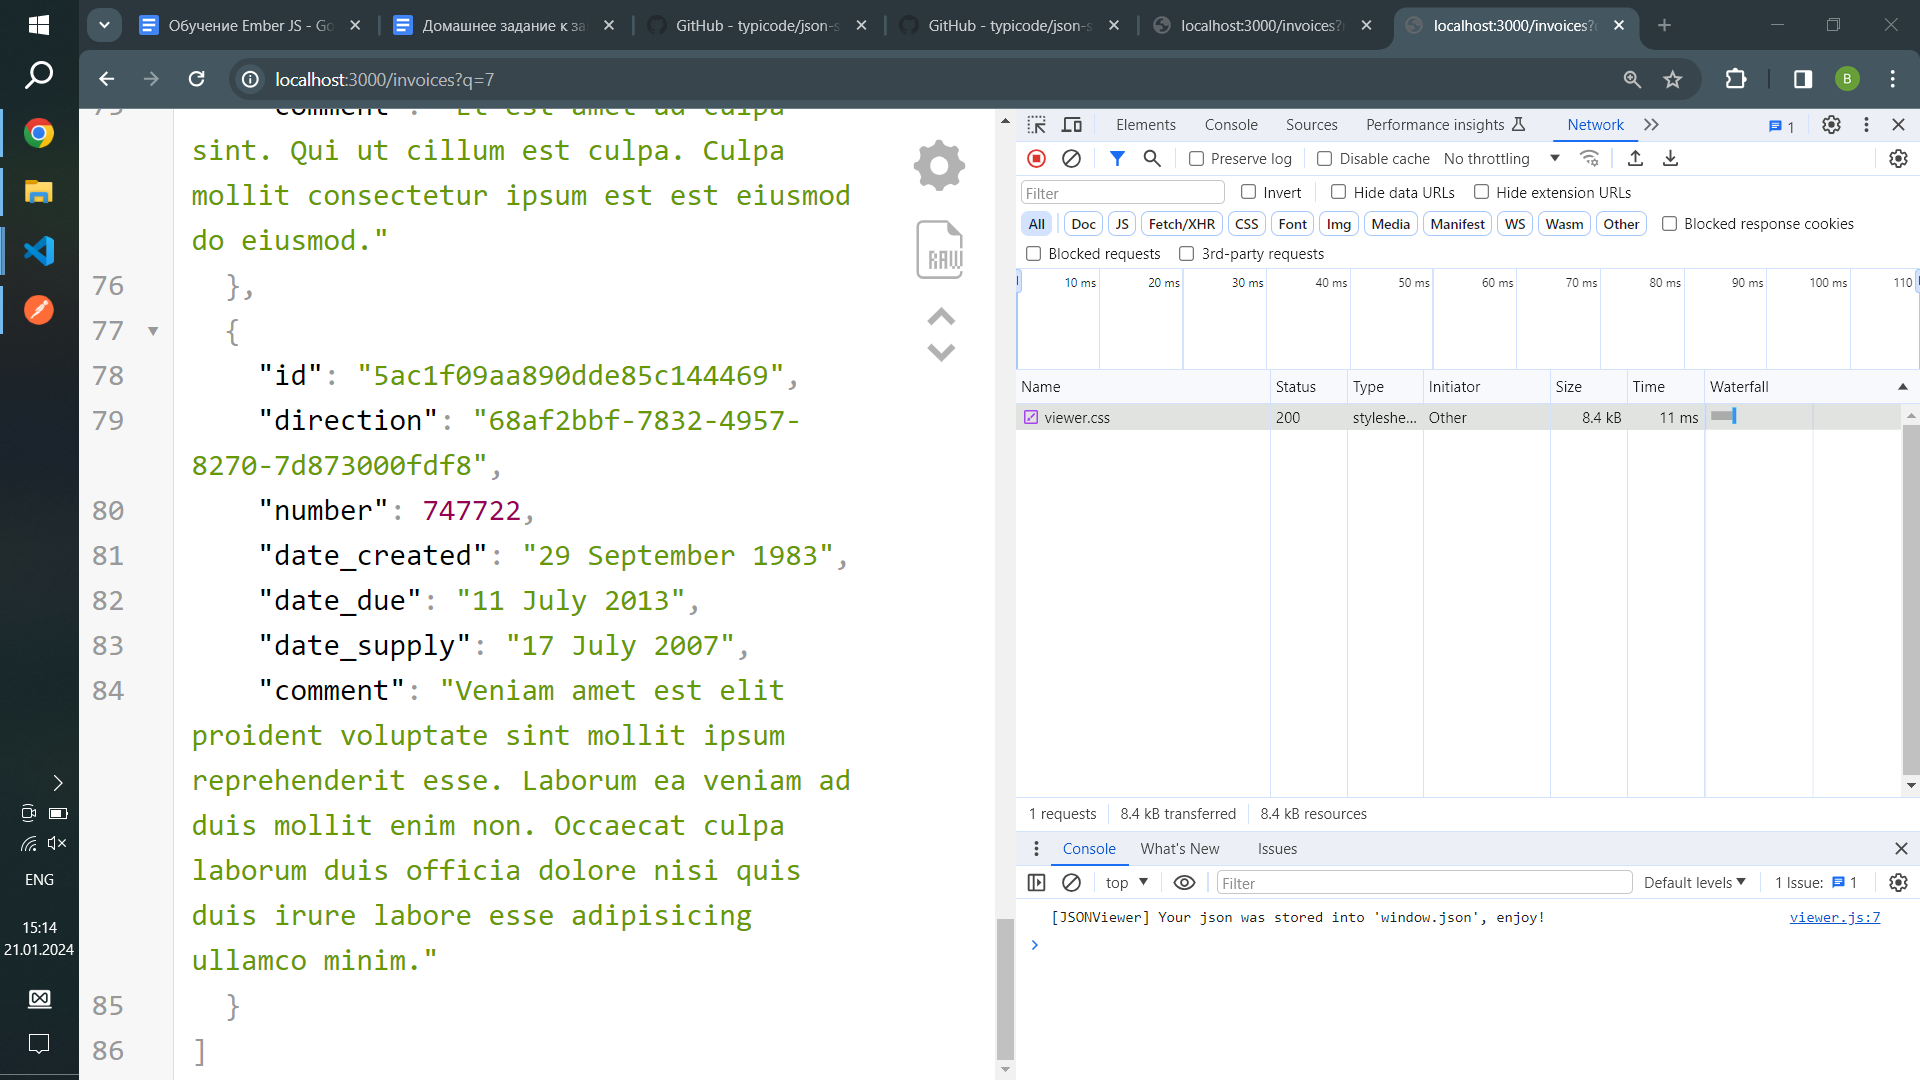 Обучение Ember JS - Go
Домашнее задание к за
GitHub - typicode/json-s
GitHub - typicode/json-s
localhost:3000/invoices?
localhost:3000/invoices?
localhost:3000/invoices?q=7
B
75 "comment": "Et est amet ad culpa
sint. Qui ut cillum est culpa. Culpa
mollit consectetur ipsum est est eiusmod
do eiusmod."
76 },
77 {
78 "id": "5ac1f09aa890dde85c144469",
79 "direction": "68af2bbf-7832-4957-
8270-7d873000fdf8",
80 "number": 747722,
81 "date_created": "29 September 1983",
82 "date_due": "11 July 2013",
83 "date_supply": "17 July 2007",
84 "comment": "Veniam amet est elit
proident voluptate sint mollit ipsum
reprehenderit esse. Laborum ea veniam ad
duis mollit enim non. Occaecat culpa
laborum duis officia dolore nisi quis
duis irure labore esse adipisicing
ullamco minim."
85 }
86 ]
RAW
Elements Console Sources Performance insights Network 1
Preserve log Disable cache No throttling
Filter Invert Hide data URLs Hide extension URLs
All Doc JS Fetch/XHR CSS Font Img Media Manifest WS Wasm Other Blocked response cookies
Blocked requests 3rd-party requests
10 ms 20 ms 30 ms 40 ms 50 ms 60 ms 70 ms 80 ms 90 ms 100 ms 110
Name Status Type Initiator Size Time Waterfall
viewer.css 200 styleshe... Other 8.4 kB 11 ms
1 requests 8.4 kB transferred 8.4 kB resources
Console What's New Issues
top Filter Default levels 1 Issue: 1
[JSONViewer] Your json was stored into 'window.json', enjoy! viewer.js:7
ENG
15:14
21.01.2024